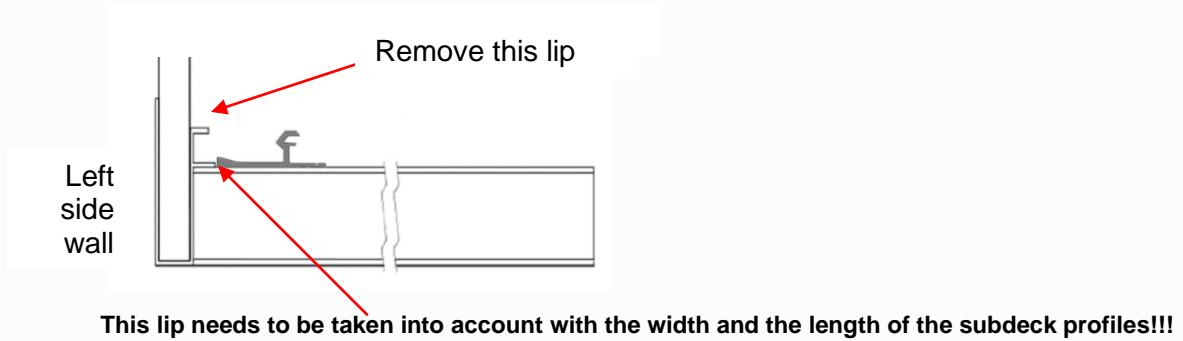 Remove this lip
Left
side
wall
This lip needs to be taken into account with the width and the length of the subdeck profiles!!!